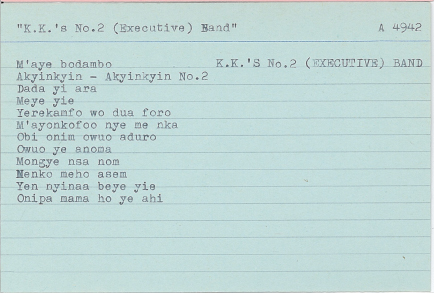 "K.K.'s No.2 (Executive) Band" A 4942
M'aye bodambo K.K.'S No.2 (EXECUTIVE) BAND
Akyinkyin - Akyinkyin No.2
Dada yi ara
Meye yie
Yerekamfo wo dua foro
M'ayonkofoo nye me nka
Obi onim owuo aduro
Owuo ye anoma
Mongye nsa nom
Menko meho asem
Yen nyinaa beye yie
Onipa mama ho ye ahi